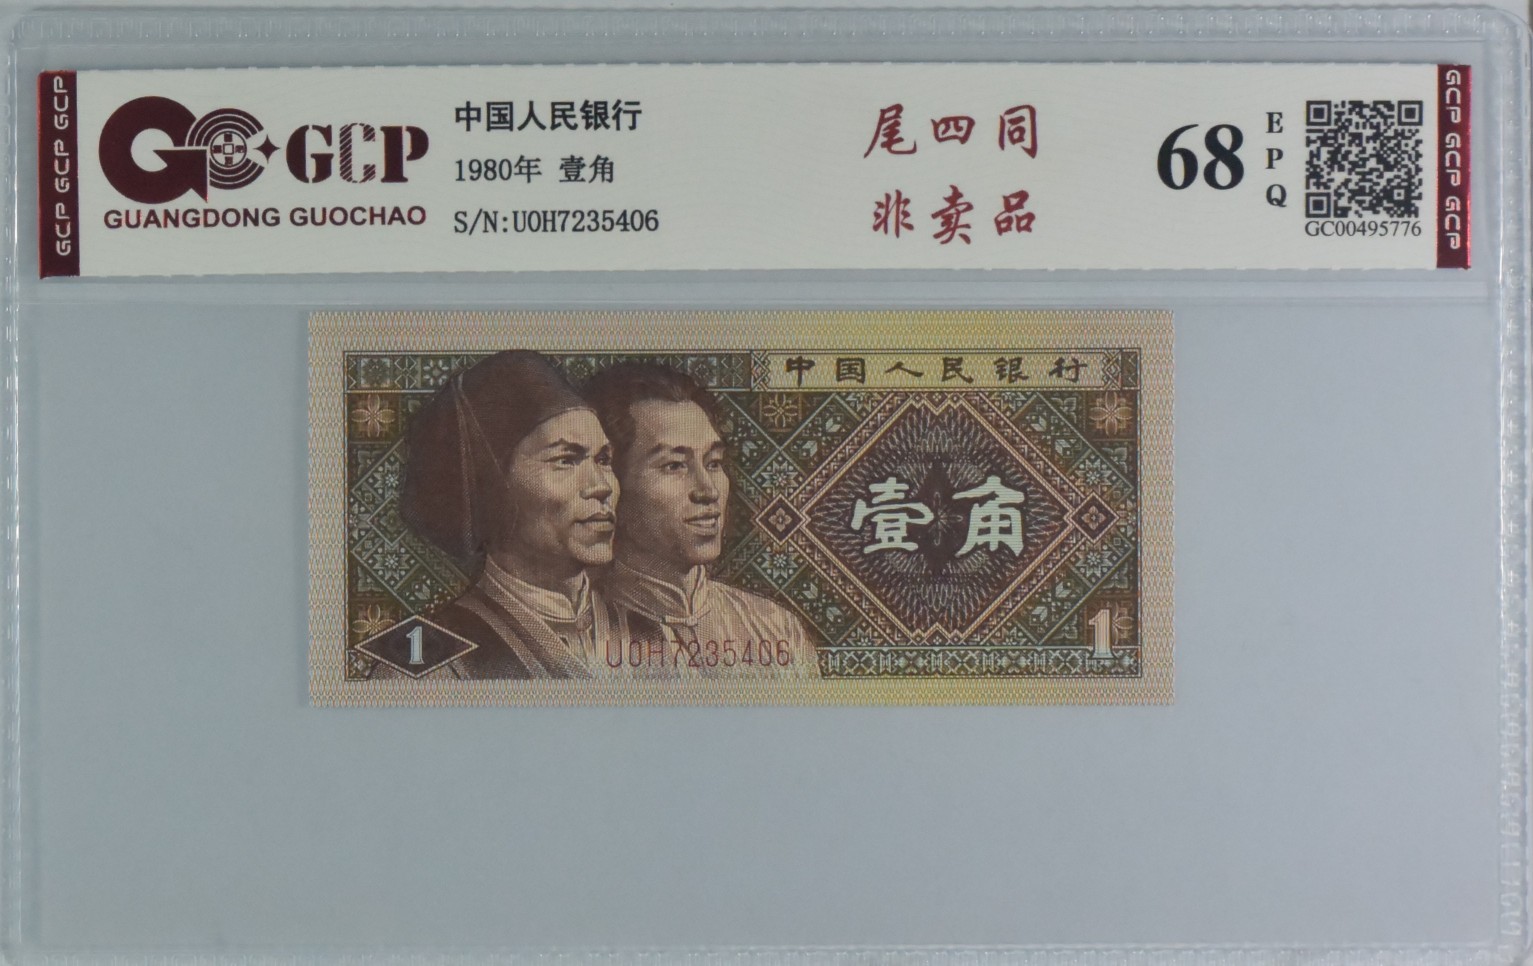 GCP GCP GCP
GCP
GUANGDONG GUOCHAO
中国人民银行
1980年 壹角
S/N:U0H7235406
尾四同
非卖品
68
EPQ
GC00495776
GCP GCP GCP
中国人民银行
壹角
1
U0H7235406
1